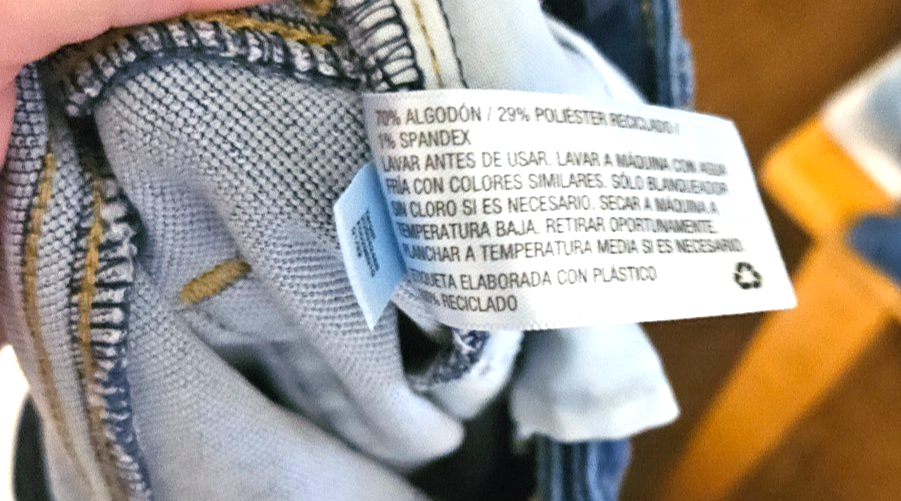 70% ALGODÓN / 29% POLIÉSTER RECICLADO /
1% SPANDEX
LAVAR ANTES DE USAR. LAVAR A MÁQUINA CON AGUA
FRÍA CON COLORES SIMILARES. SÓLO BLANQUEADOR
SIN CLORO SI ES NECESARIO. SECAR A MÁQUINA A
TEMPERATURA BAJA. RETIRAR OPORTUNAMENTE.
PLANCHAR A TEMPERATURA MEDIA SI ES NECESARIO.
ETIQUETA ELABORADA CON PLÁSTICO
RECICLADO